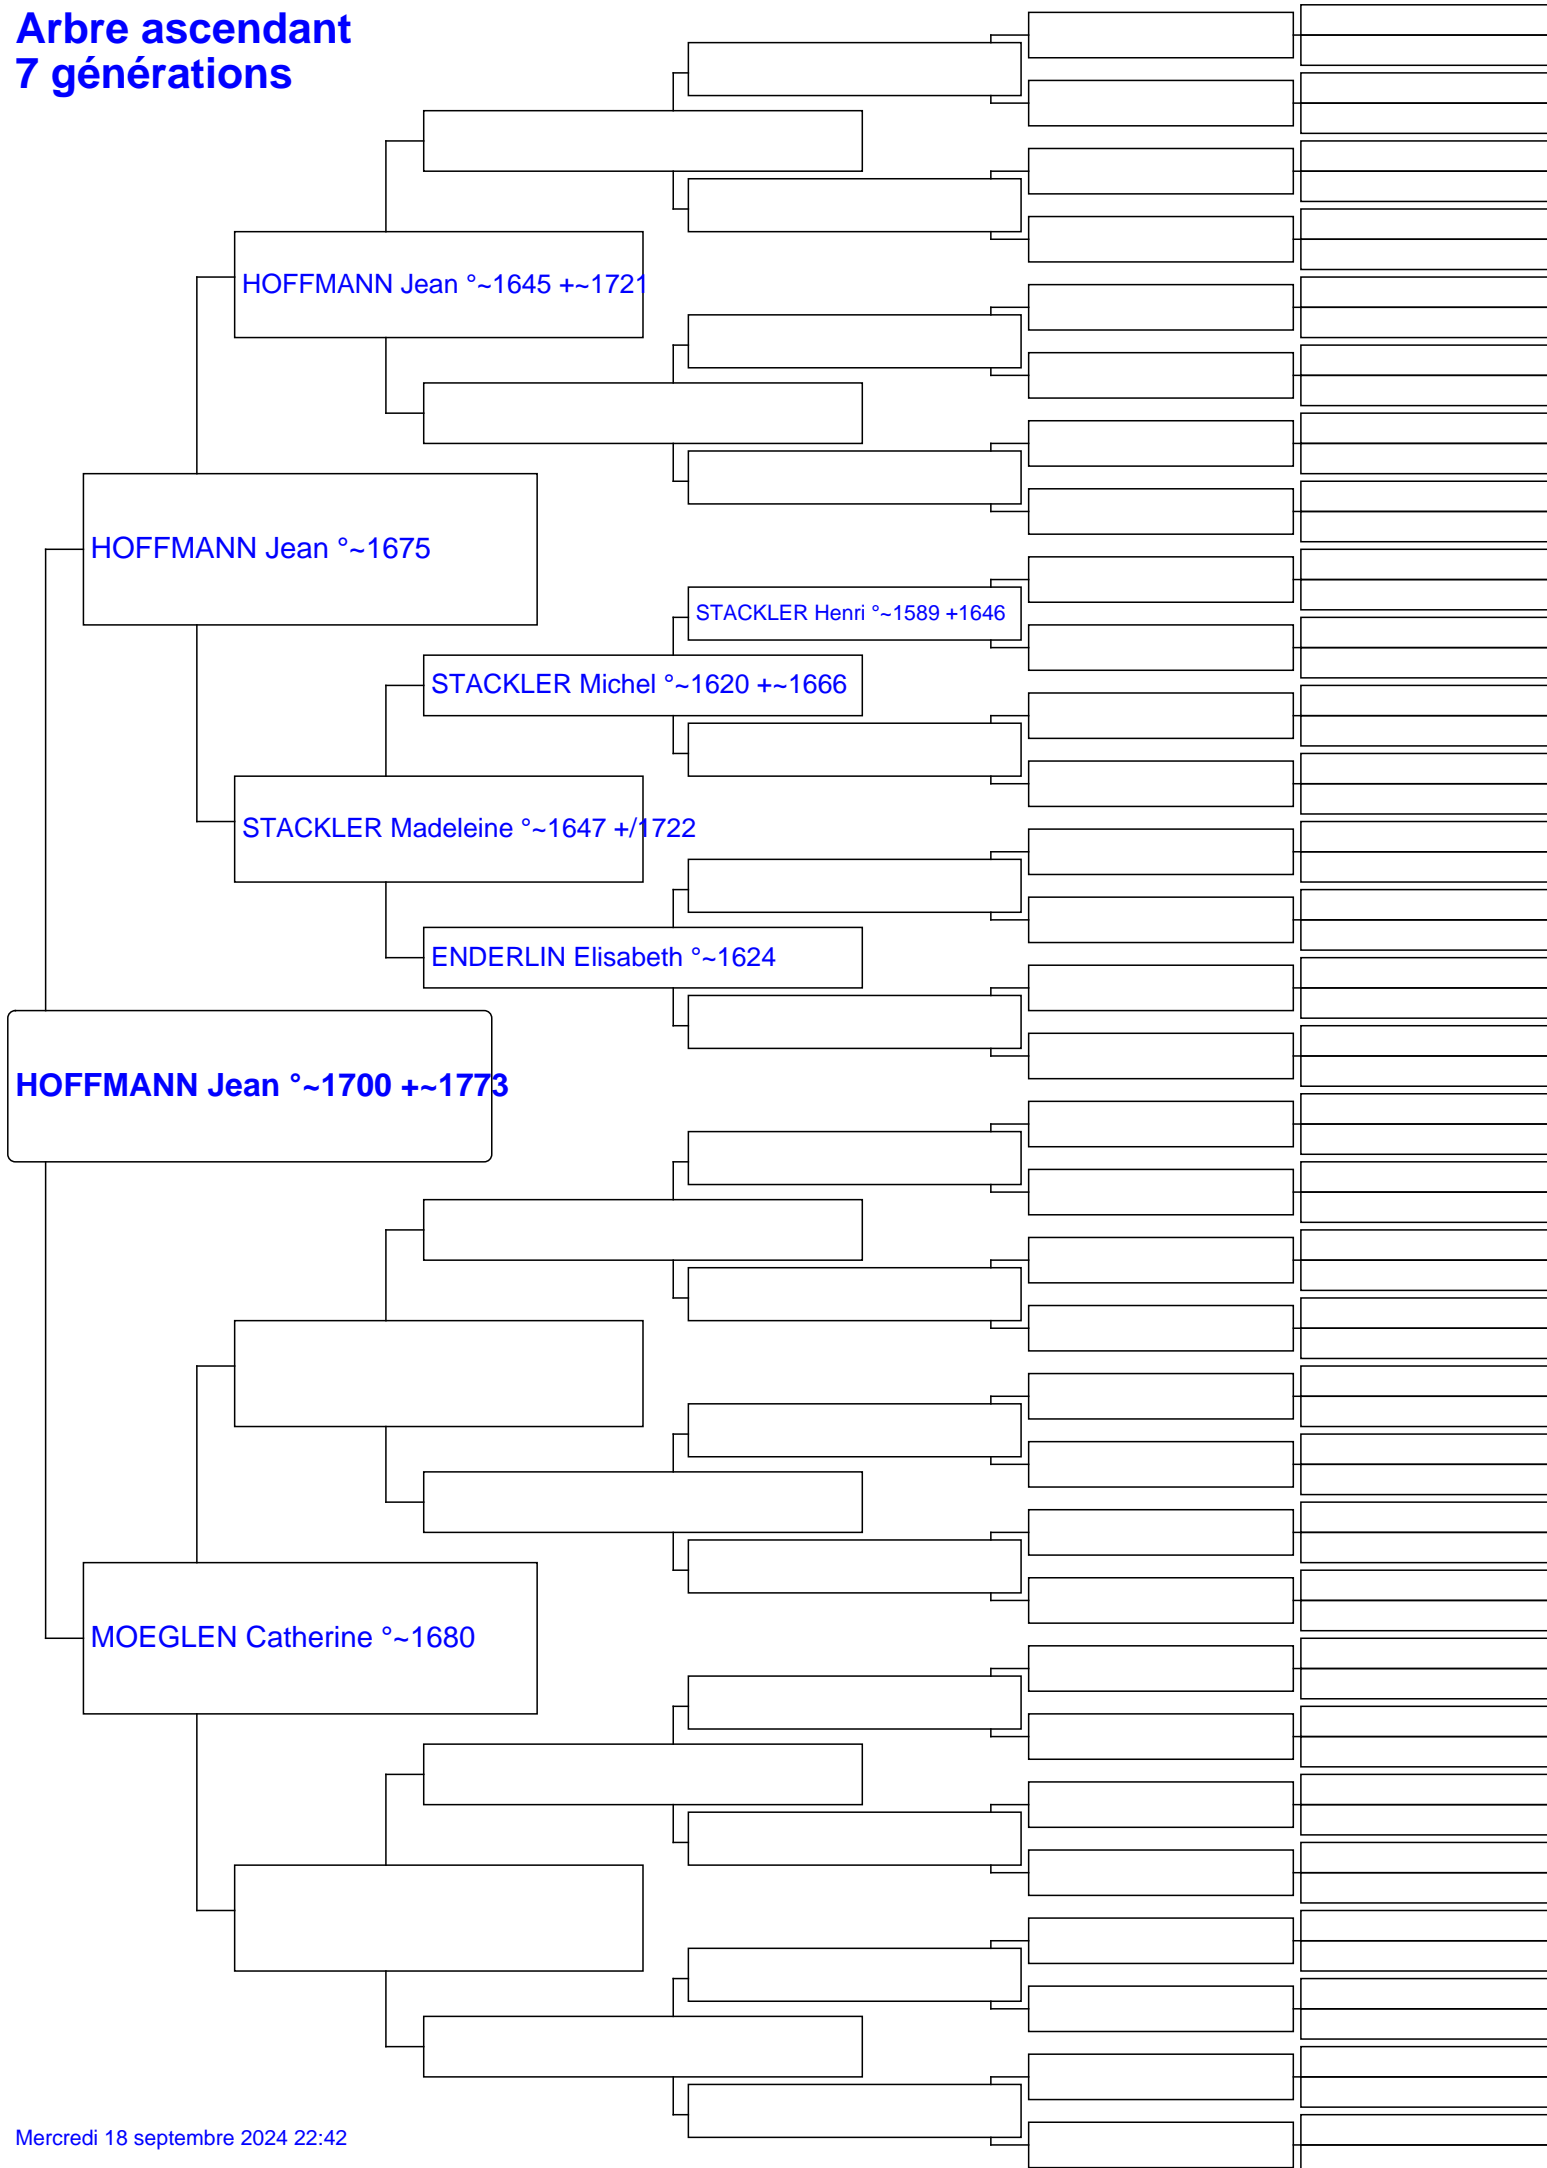 Arbre ascendant
7 générations
HOFFMANN Jean °~1645 +~1721
HOFFMANN Jean °~1675
STACKLER Henri °~1589 +1646
STACKLER Michel °~1620 +~1666
STACKLER Madeleine °~1647 +/1722
ENDERLIN Elisabeth °~1624
HOFFMANN Jean °~1700 +~1773
MOEGLEN Catherine °~1680
Mercredi 18 septembre 2024 22:42